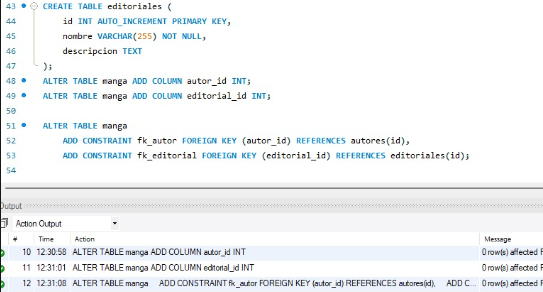 43 CREATE TABLE editoriales (
44 id INT AUTO_INCREMENT PRIMARY KEY,
45 nombre VARCHAR(255) NOT NULL,
46 descripcion TEXT
47 );
48 ALTER TABLE manga ADD COLUMN autor_id INT;
49 ALTER TABLE manga ADD COLUMN editorial_id INT;
50
51 ALTER TABLE manga
52 ADD CONSTRAINT fk_autor FOREIGN KEY (autor_id) REFERENCES autores(id),
53 ADD CONSTRAINT fk_editorial FOREIGN KEY (editorial_id) REFERENCES editoriales(id);
54
Output
Action Output
# Time Action Message
10 12:30:58 ALTER TABLE manga ADD COLUMN autor_id INT 0 row(s) affected
11 12:31:01 ALTER TABLE manga ADD COLUMN editorial_id INT 0 row(s) affected
12 12:31:08 ALTER TABLE manga ADD CONSTRAINT fk_autor FOREIGN KEY (autor_id) REFERENCES autores(id), ADD C... 0 row(s) affected